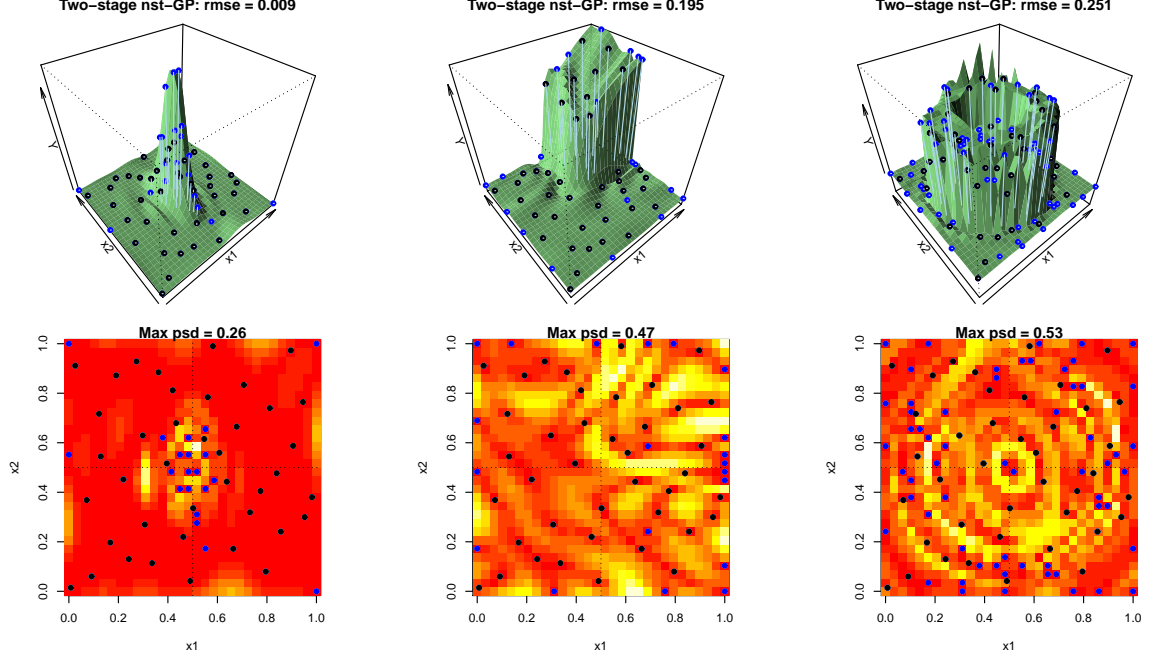 Two−stage nst−GP: rmse = 0.009
Two−stage nst−GP: rmse = 0.195
Two−stage nst−GP: rmse = 0.251
Y
x2
x1
Y
x2
x1
Y
x2
x1
Max psd = 0.26
Max psd = 0.47
Max psd = 0.53
x2
1.0
0.8
0.6
0.4
0.2
0.0
0.0 0.2 0.4 0.6 0.8 1.0
x1
x2
1.0
0.8
0.6
0.4
0.2
0.0
0.0 0.2 0.4 0.6 0.8 1.0
x1
x2
1.0
0.8
0.6
0.4
0.2
0.0
0.0 0.2 0.4 0.6 0.8 1.0
x1